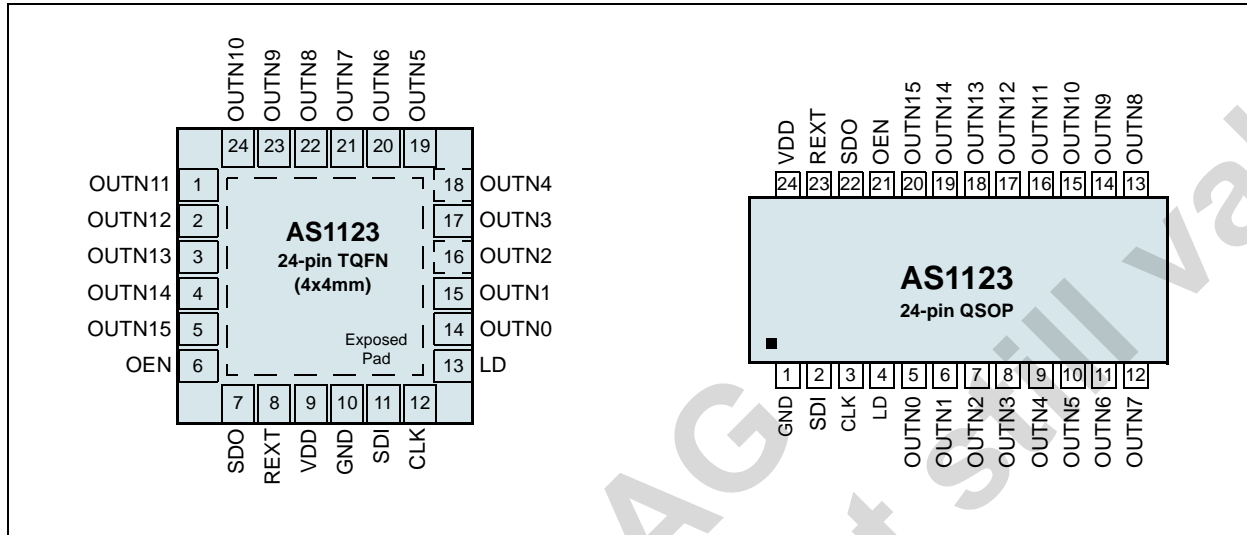 OUTN10
OUTN9
OUTN8
OUTN7
OUTN6
OUTN5
24 23 22 21 20 19
OUTN11 1
OUTN12 2
OUTN13 3
OUTN14 4
OUTN15 5
OEN 6
18 OUTN4
17 OUTN3
16 OUTN2
15 OUTN1
14 OUTN0
13 LD
AS1123
24-pin TQFN
(4x4mm)
Exposed
Pad
7 8 9 10 11 12
SDO
REXT
VDD
GND
SDI
CLK
VDD
REXT
SDO
OEN
OUTN15
OUTN14
OUTN13
OUTN12
OUTN11
OUTN10
OUTN9
OUTN8
24 23 22 21 20 19 18 17 16 15 14 13
AS1123
24-pin QSOP
1 2 3 4 5 6 7 8 9 10 11 12
GND
SDI
CLK
LD
OUTN0
OUTN1
OUTN2
OUTN3
OUTN4
OUTN5
OUTN6
OUTN7
AG
still